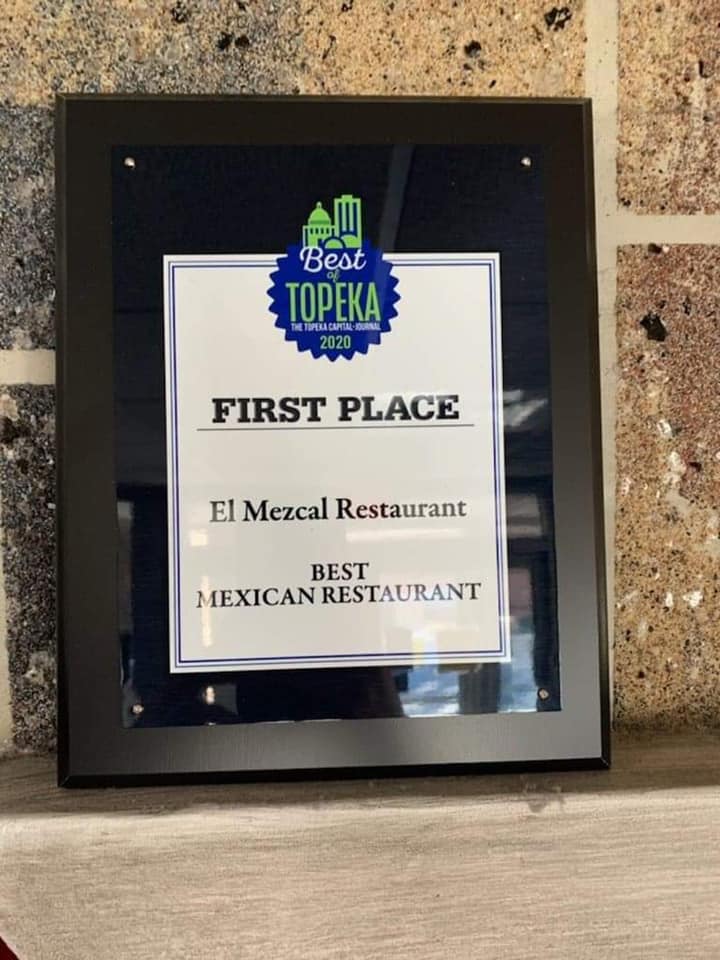 Best
of
TOPEKA
THE TOPEKA CAPITAL-JOURNAL
2020
FIRST PLACE
El Mezcal Restaurant
BEST
MEXICAN RESTAURANT